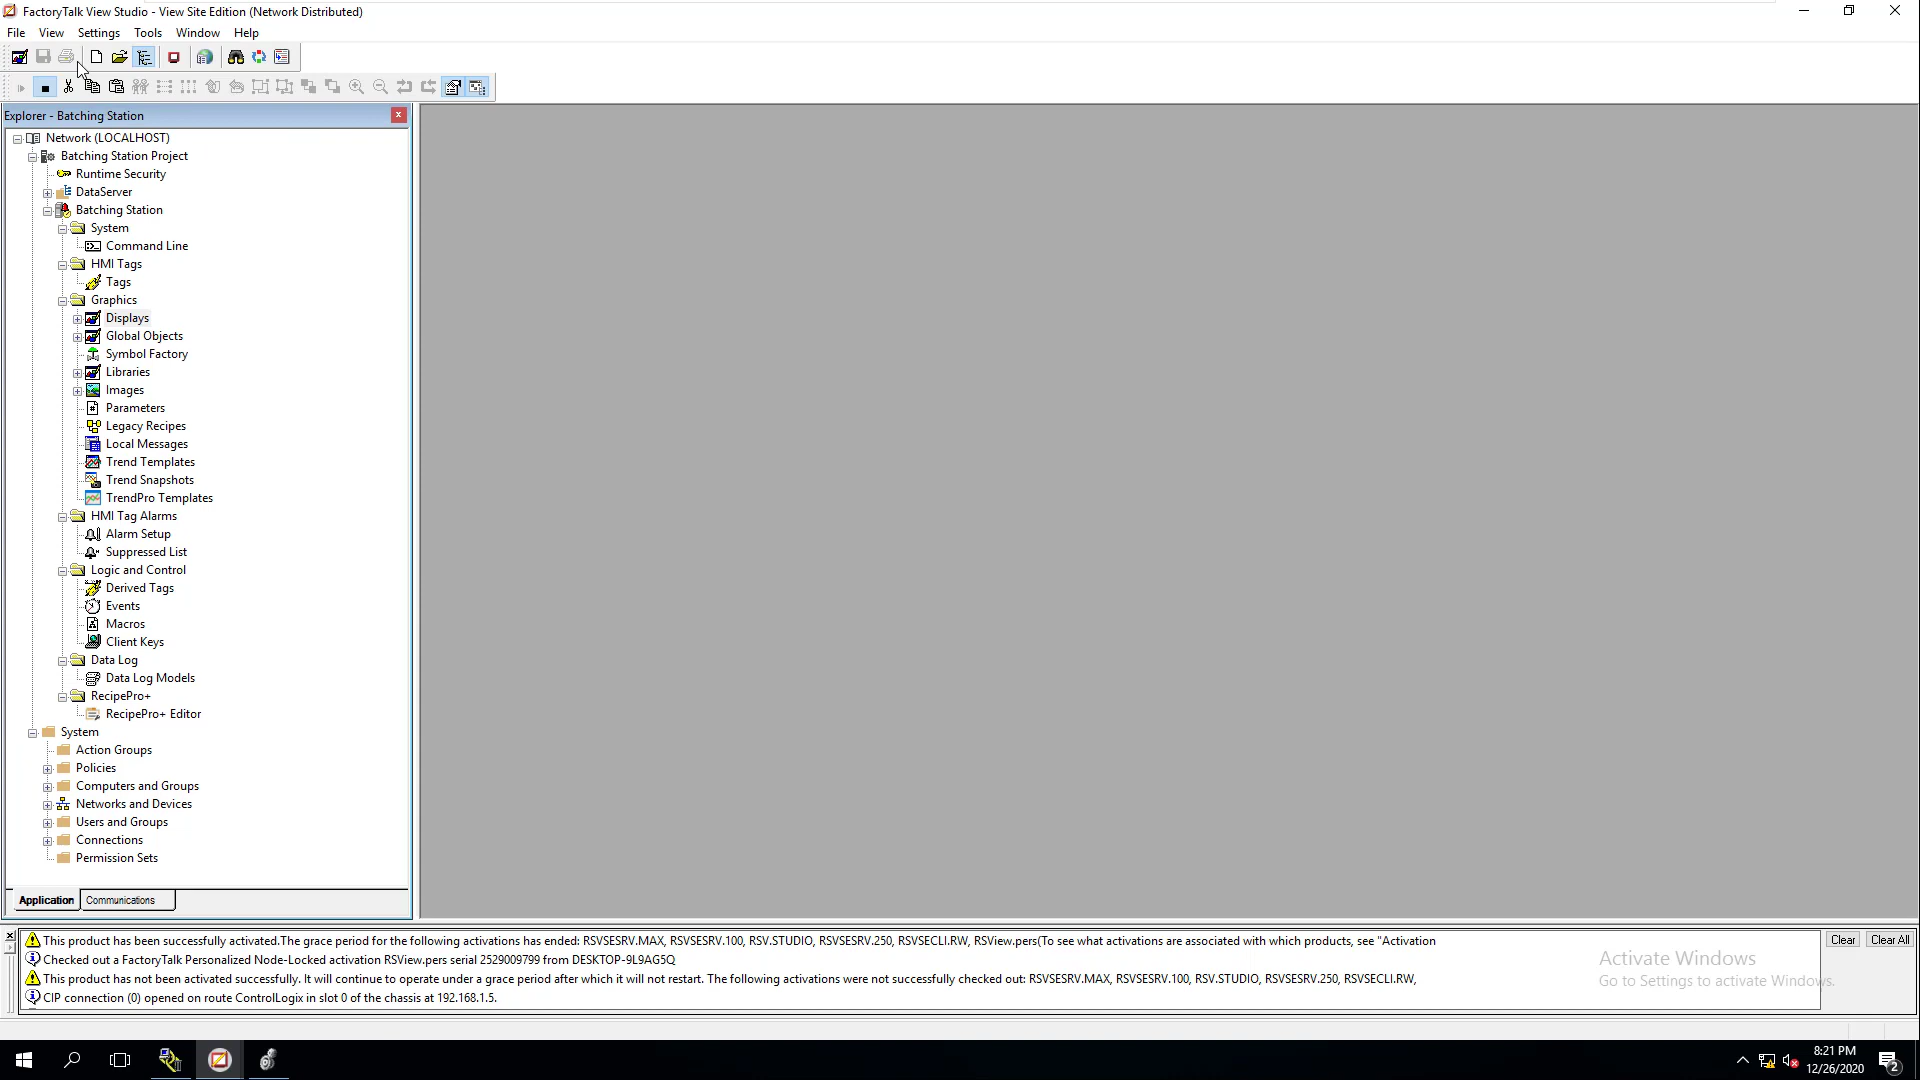 FactoryTalk View Studio - View Site Edition (Network Distributed)
File View Settings Tools Window Help
Explorer - Batching Station
Network (LOCALHOST)
Batching Station Project
Runtime Security
DataServer
Batching Station
System
Command Line
HMI Tags
Tags
Graphics
Displays
Global Objects
Symbol Factory
Libraries
Images
Parameters
Legacy Recipes
Local Messages
Trend Templates
Trend Snapshots
TrendPro Templates
HMI Tag Alarms
Alarm Setup
Suppressed List
Logic and Control
Derived Tags
Events
Macros
Client Keys
Data Log
Data Log Models
RecipePro+
RecipePro+ Editor
System
Action Groups
Policies
Computers and Groups
Networks and Devices
Users and Groups
Connections
Permission Sets
Application Communications
This product has been successfully activated.The grace period for the following activations has ended: RSVSESRV.MAX, RSVSESRV.100, RSV.STUDIO, RSVSESRV.250, RSVSECLI.RW, RSView.pers(To see what activations are associated with which products, see "Activation
Checked out a FactoryTalk Personalized Node-Locked activation RSView.pers serial 2529009799 from DESKTOP-9L9AG5Q
This product has not been activated successfully. It will continue to operate under a grace period after which it will not restart. The following activations were not successfully checked out: RSVSESRV.MAX, RSVSESRV.100, RSV.STUDIO, RSVSESRV.250, RSVSECLI.RW,
CIP connection (0) opened on route ControlLogix in slot 0 of the chassis at 192.168.1.5.
Clear Clear All
Activate Windows
Go to Settings to activate Windows.
8:21 PM
12/26/2020
2